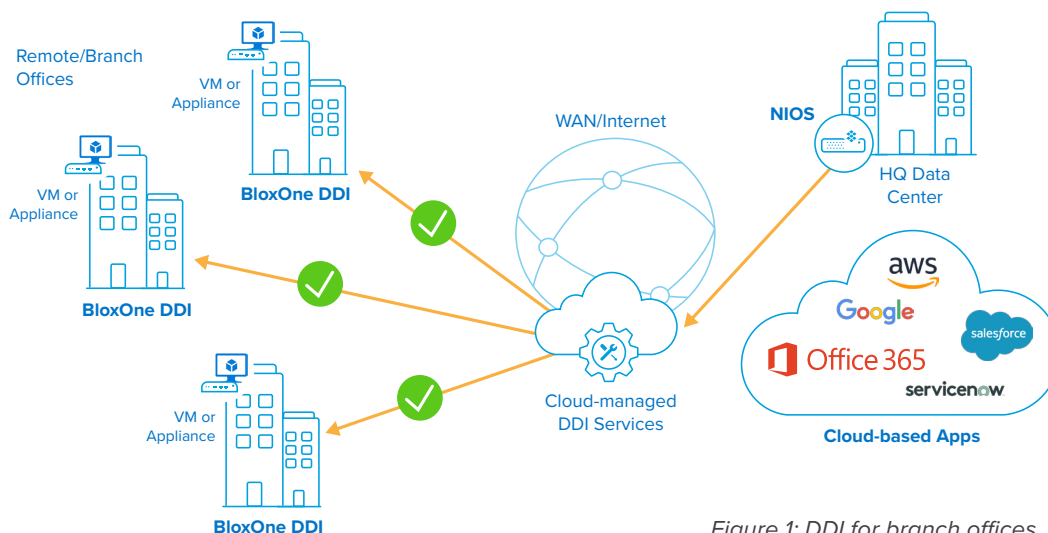 Remote/Branch
Offices
VM or
Appliance
BloxOne DDI
VM or
Appliance
BloxOne DDI
VM or
Appliance
BloxOne DDI
WAN/Internet
Cloud-managed
DDI Services
NIOS
HQ Data
Center
aws
Google
salesforce
Office 365
servicenow
Cloud-based Apps
Figure 1: DDI for branch offices